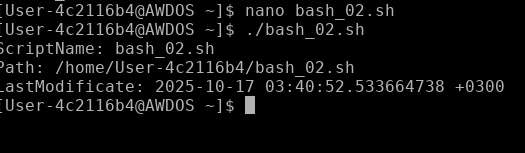 [User-4c2116b4@AWDOS ~]$ nano bash_02.sh
[User-4c2116b4@AWDOS ~]$ ./bash_02.sh
ScriptName: bash_02.sh
Path: /home/User-4c2116b4/bash_02.sh
LastModificate: 2025-10-17 03:40:52.533664738 +0300
[User-4c2116b4@AWDOS ~]$